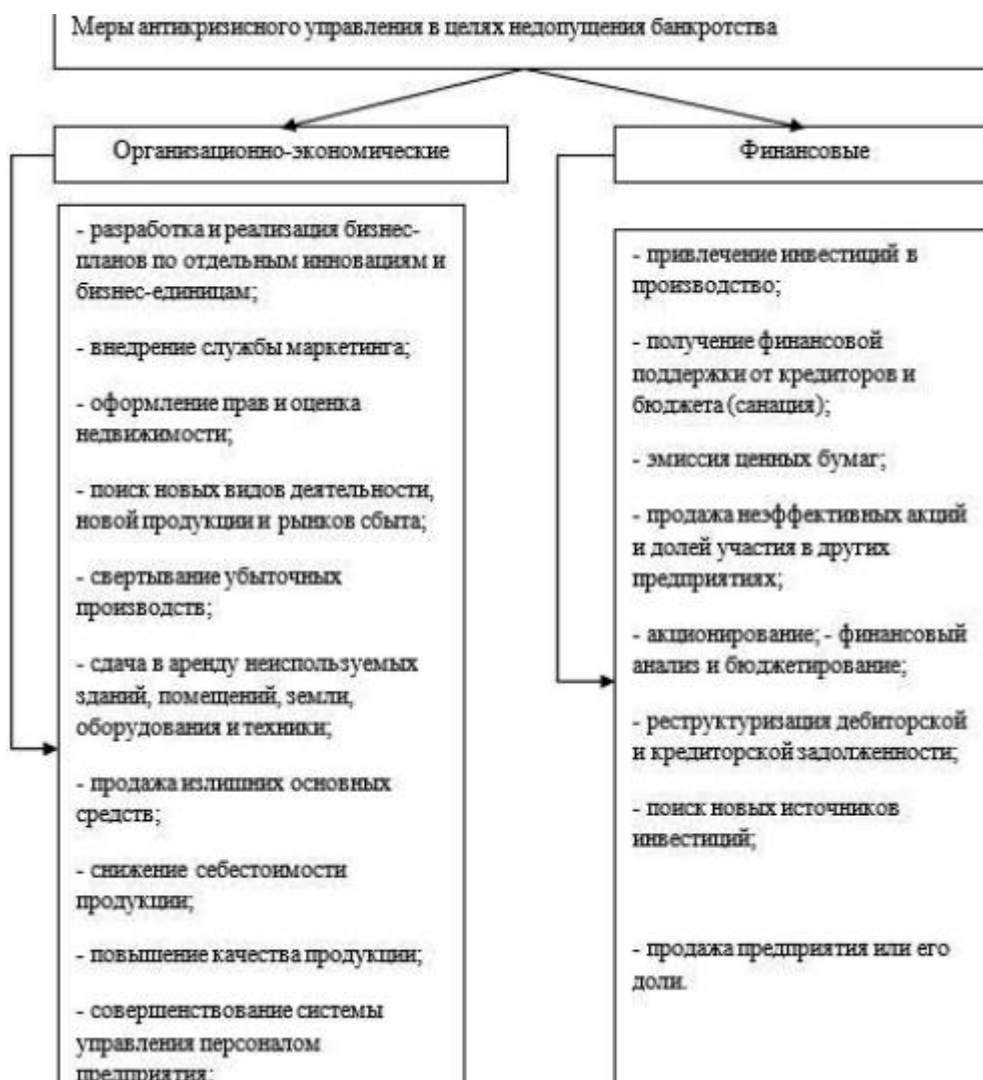 Меры антикризисного управления в целях недопущения банкротства
Организационно-экономические
- разработка и реализация бизнес-
планов по отдельным инновациям и
бизнес-единицам;
- внедрение службы маркетинга;
- оформление прав и оценка
недвижимости;
- поиск новых видов деятельности,
новой продукции и рынков сбыта;
- свертывание убыточных
производств;
- сдача в аренду неиспользуемых
зданий, помещений, земли,
оборудования и техники;
- продажа излишних основных
средств;
- снижение себестоимости
продукции;
- повышение качества продукции;
- совершенствование системы
управления персоналом
предприятия;
Финансовые
- привлечение инвестиций в
производство;
- получение финансовой
поддержки от кредиторов и
бюджета (санация);
- эмиссия ценных бумаг;
- продажа неэффективных акций
и долей участия в других
предприятиях;
- акционирование; - финансовый
анализ и бюджетирование;
- реструктуризация дебиторской
и кредиторской задолженности;
- поиск новых источников
инвестиций;
- продажа предприятия или его
доли.